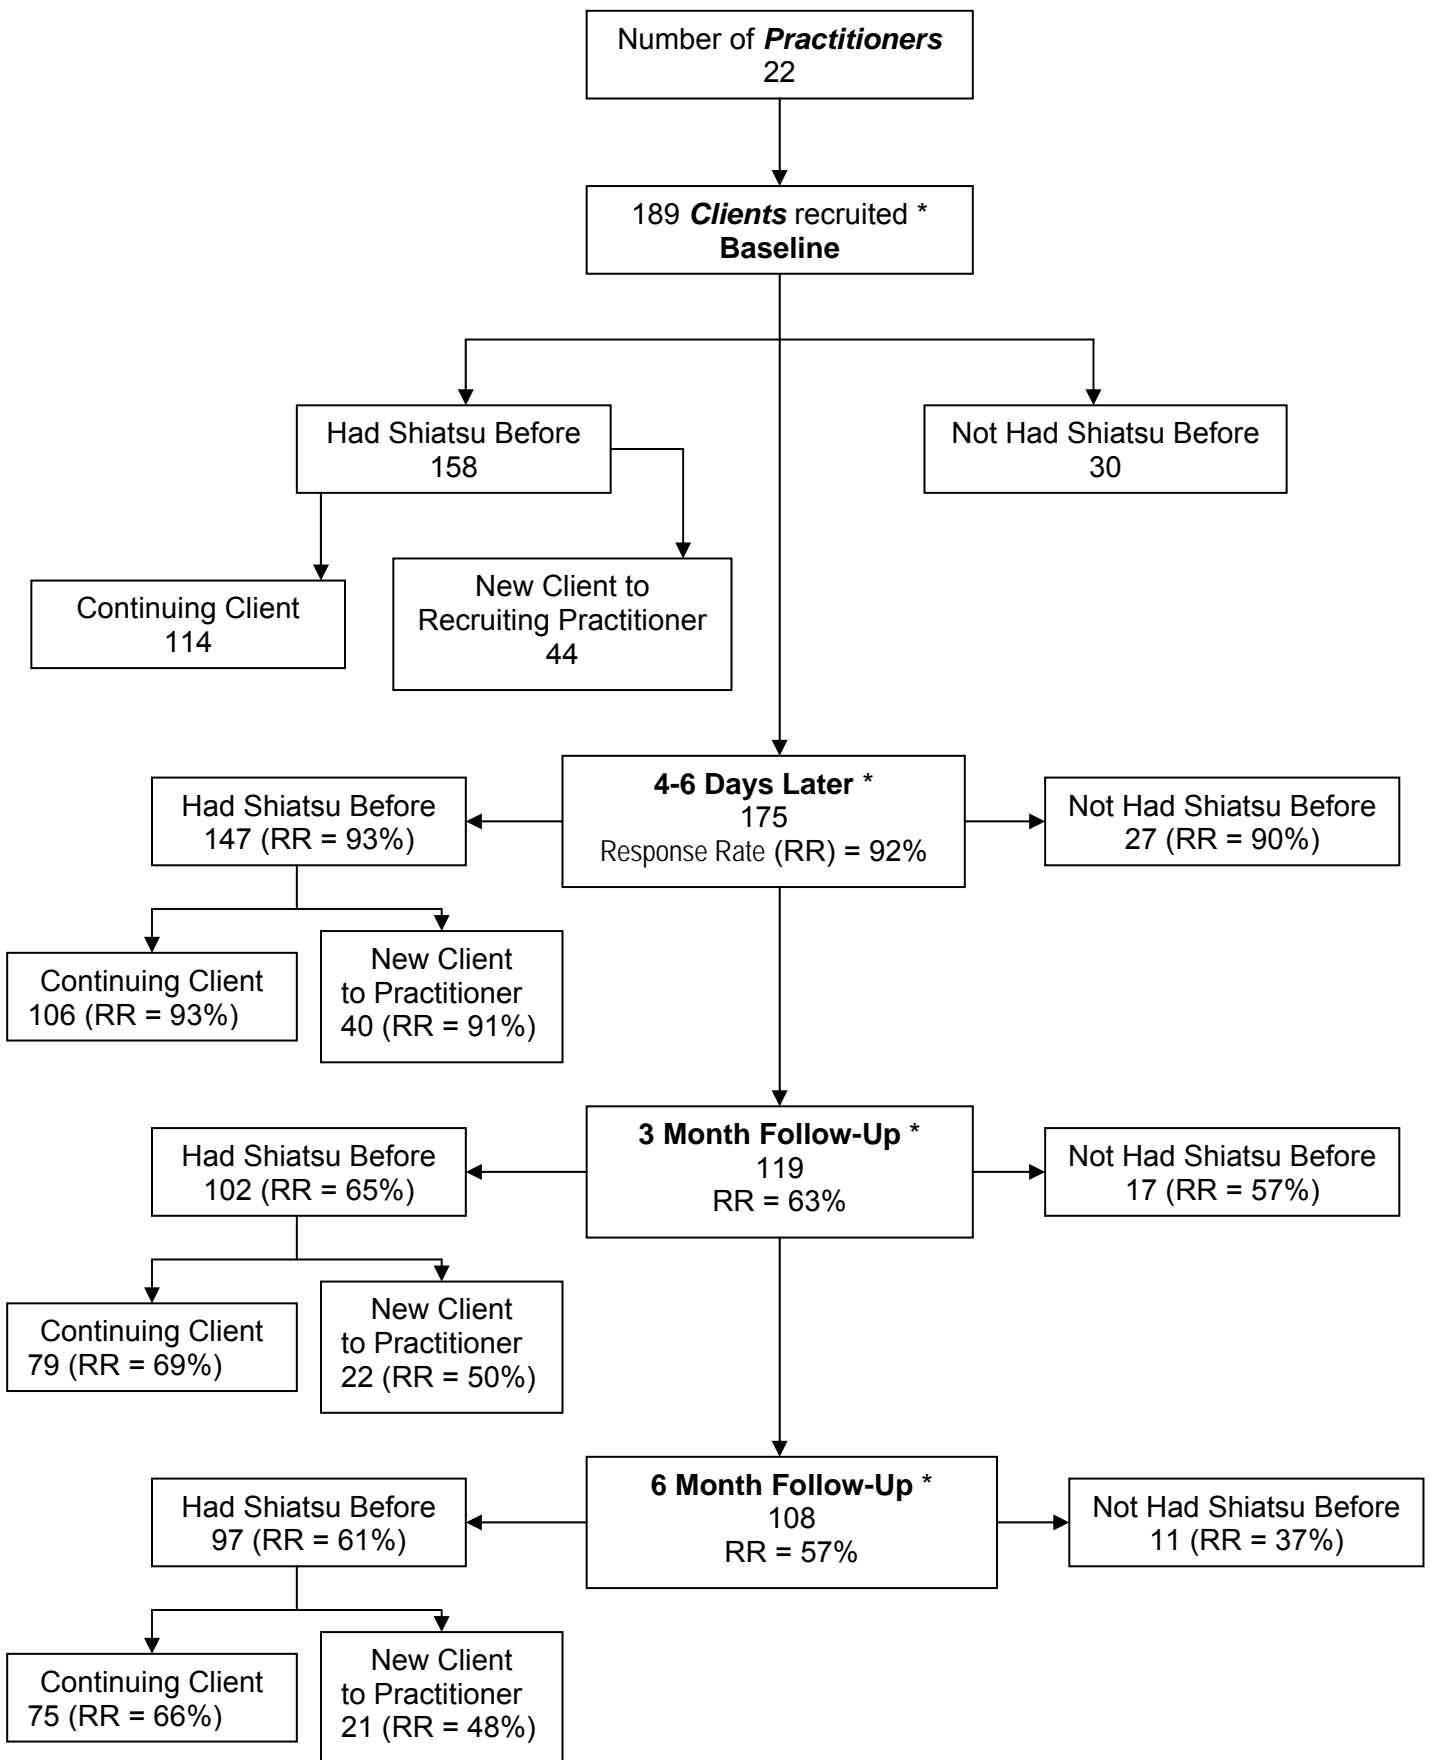 Number of Practitioners
22
189 Clients recruited *
Baseline
Had Shiatsu Before
158
Not Had Shiatsu Before
30
Continuing Client
114
New Client to
Recruiting Practitioner
44
4-6 Days Later *
175
Response Rate (RR) = 92%
Had Shiatsu Before
147 (RR = 93%)
Not Had Shiatsu Before
27 (RR = 90%)
Continuing Client
106 (RR = 93%)
New Client
to Practitioner
40 (RR = 91%)
3 Month Follow-Up *
119
RR = 63%
Had Shiatsu Before
102 (RR = 65%)
Not Had Shiatsu Before
17 (RR = 57%)
Continuing Client
79 (RR = 69%)
New Client
to Practitioner
22 (RR = 50%)
6 Month Follow-Up *
108
RR = 57%
Had Shiatsu Before
97 (RR = 61%)
Not Had Shiatsu Before
11 (RR = 37%)
Continuing Client
75 (RR = 66%)
New Client
to Practitioner
21 (RR = 48%)